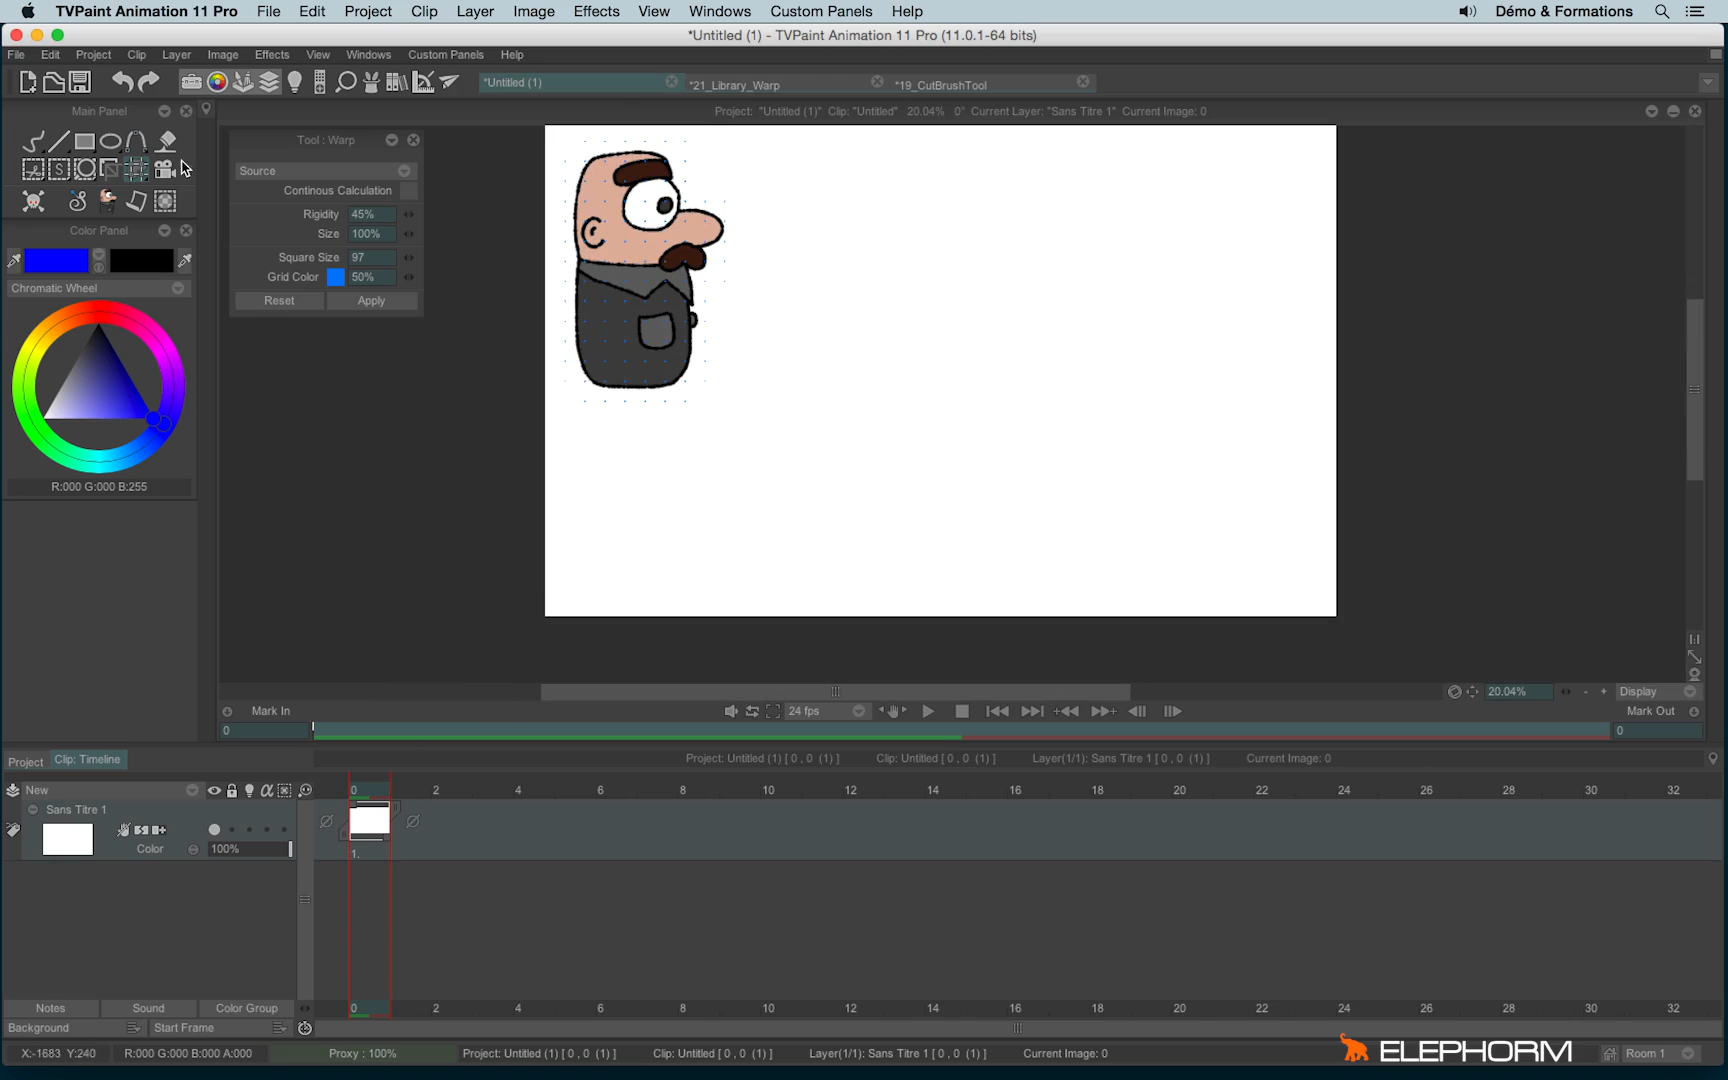 TVPaint Animation 11 Pro File Edit Project Clip Layer Image Effects View Windows Custom Panels Help Démo & Formations
*Untitled (1) - TVPaint Animation 11 Pro (11.0.1-64 bits)
File Edit Project Clip Layer Image Effects View Windows Custom Panels Help
*Untitled (1) *21_Library_Warp *19_CutBrushTool
Main Panel
Project: "Untitled (1)" Clip: "Untitled" 20.04% 0° Current Layer: "Sans Titre 1" Current Image: 0
Tool : Warp
Source
Continous Calculation
Rigidity 45%
Size 100%
Square Size 97
Grid Color 50%
Reset Apply
Color Panel
Chromatic Wheel
R:000 G:000 B:255
20.04% - + Display
Mark In 24 fps Mark Out
0 0
Project Clip: Timeline Project: Untitled (1) [ 0 , 0 (1) ] Clip: Untitled [ 0 , 0 (1) ] Layer(1/1): Sans Titre 1 [ 0 , 0 (1) ] Current Image: 0
New 0 2 4 6 8 10 12 14 16 18 20 22 24 26 28 30 32
Sans Titre 1
Color 100%
1.
Notes Sound Color Group 0 2 4 6 8 10 12 14 16 18 20 22 24 26 28 30 32
Background Start Frame
X:-1683 Y:240 R:000 G:000 B:000 A:000 Proxy : 100% Project: Untitled (1) [ 0 , 0 (1) ] Clip: Untitled [ 0 , 0 (1) ] Layer(1/1): Sans Titre 1 [ 0 , 0 (1) ] Current Image: 0 ELEPHORM Room 1